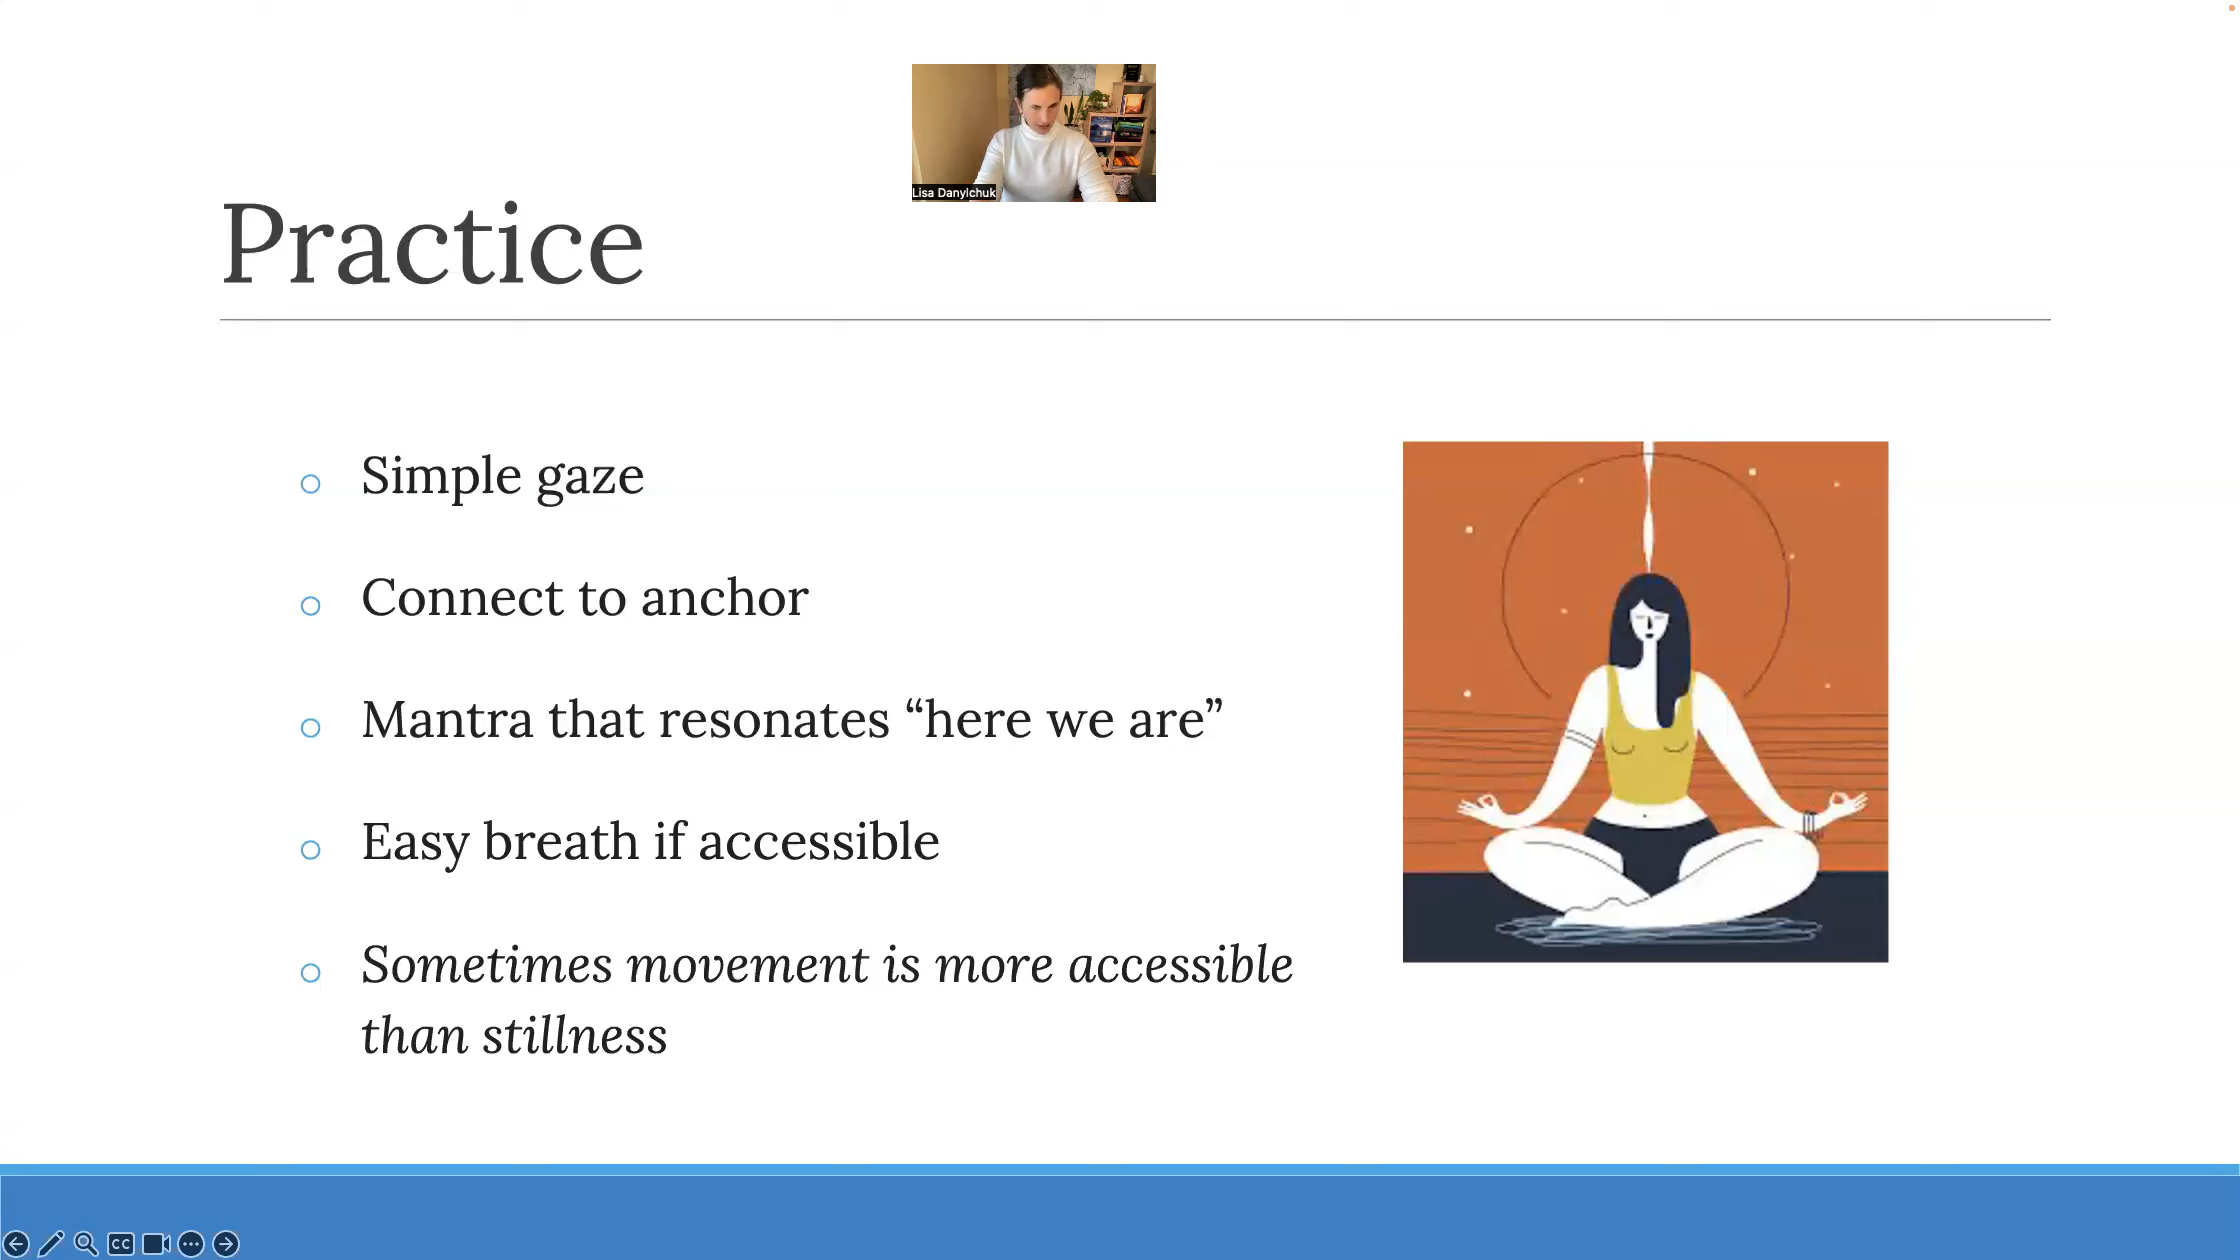 Lisa Danylchuk
Practice
Simple gaze
Connect to anchor
Mantra that resonates “here we are”
Easy breath if accessible
Sometimes movement is more accessible
than stillness
CC